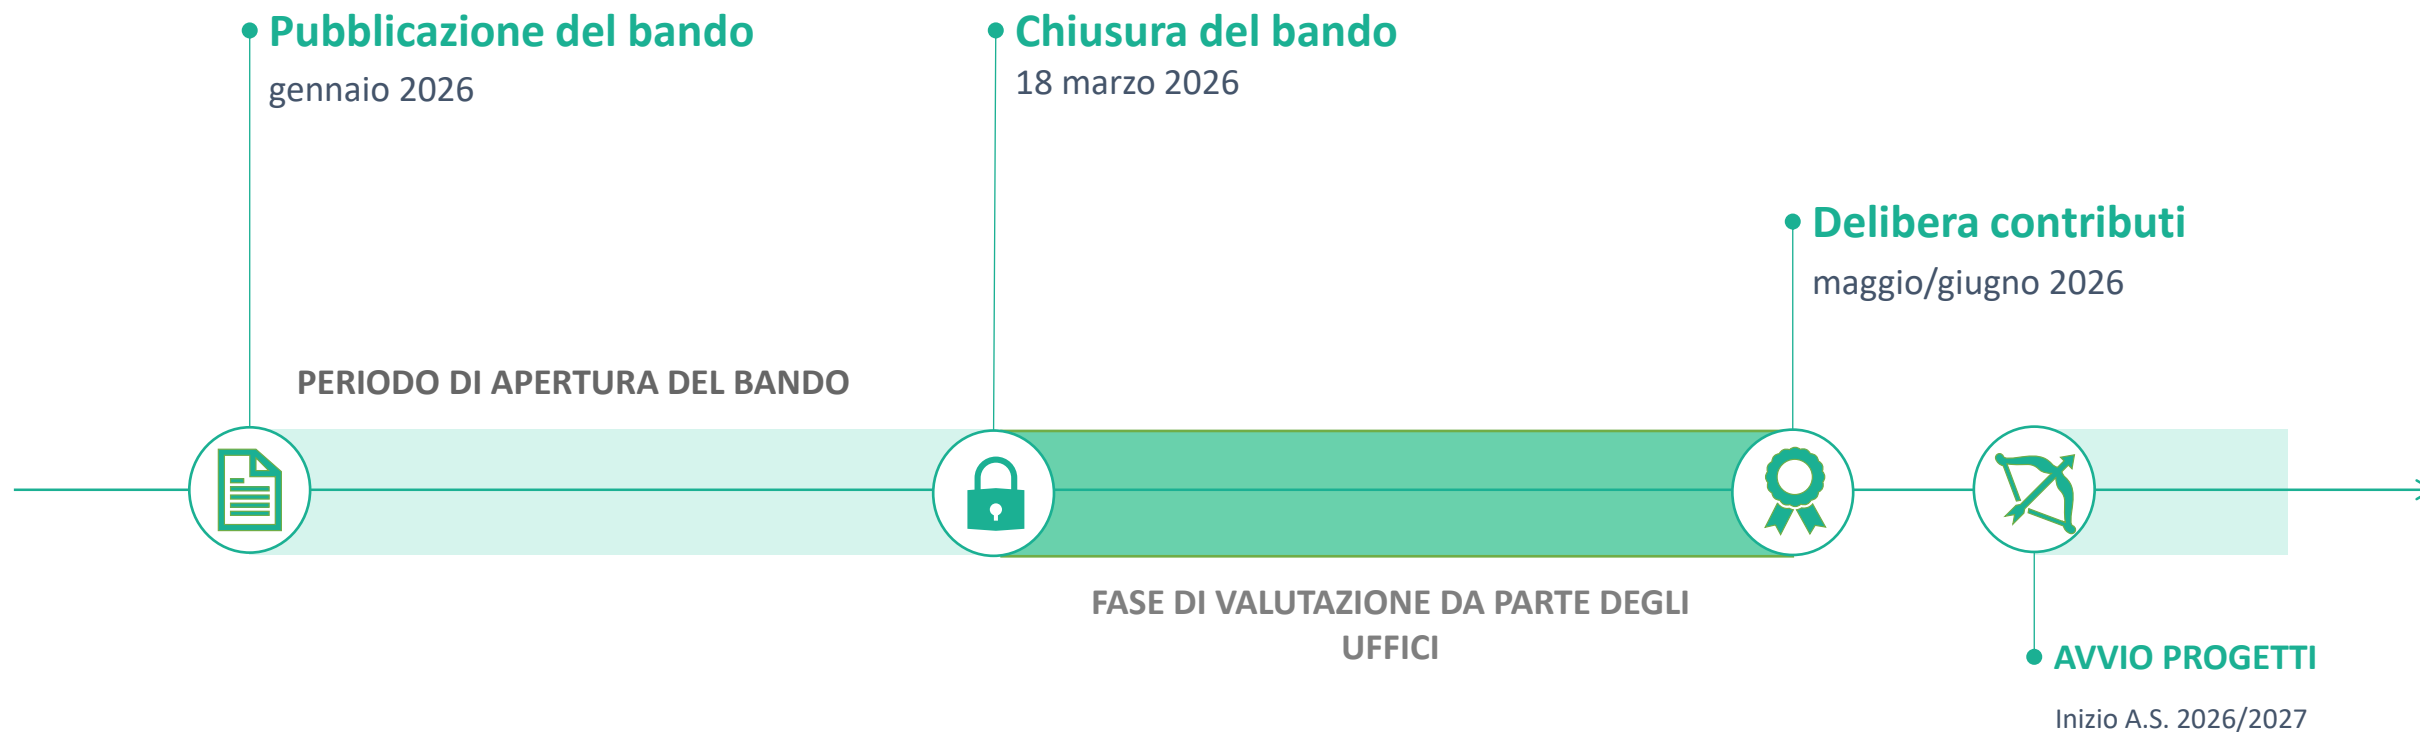 Pubblicazione del bando
gennaio 2026
Chiusura del bando
18 marzo 2026
Delibera contributi
maggio/giugno 2026
PERIODO DI APERTURA DEL BANDO
FASE DI VALUTAZIONE DA PARTE DEGLI
UFFICI
AVVIO PROGETTI
Inizio A.S. 2026/2027